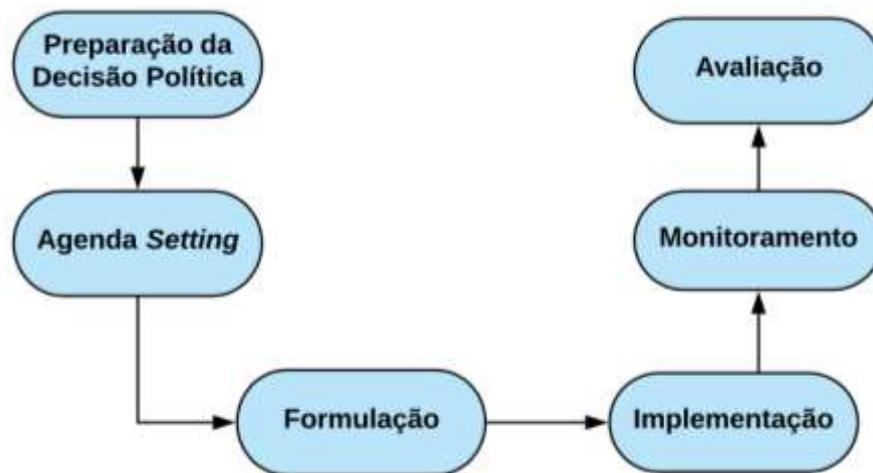 Preparação da
Decisão Política
Agenda Setting
Formulação
Implementação
Monitoramento
Avaliação